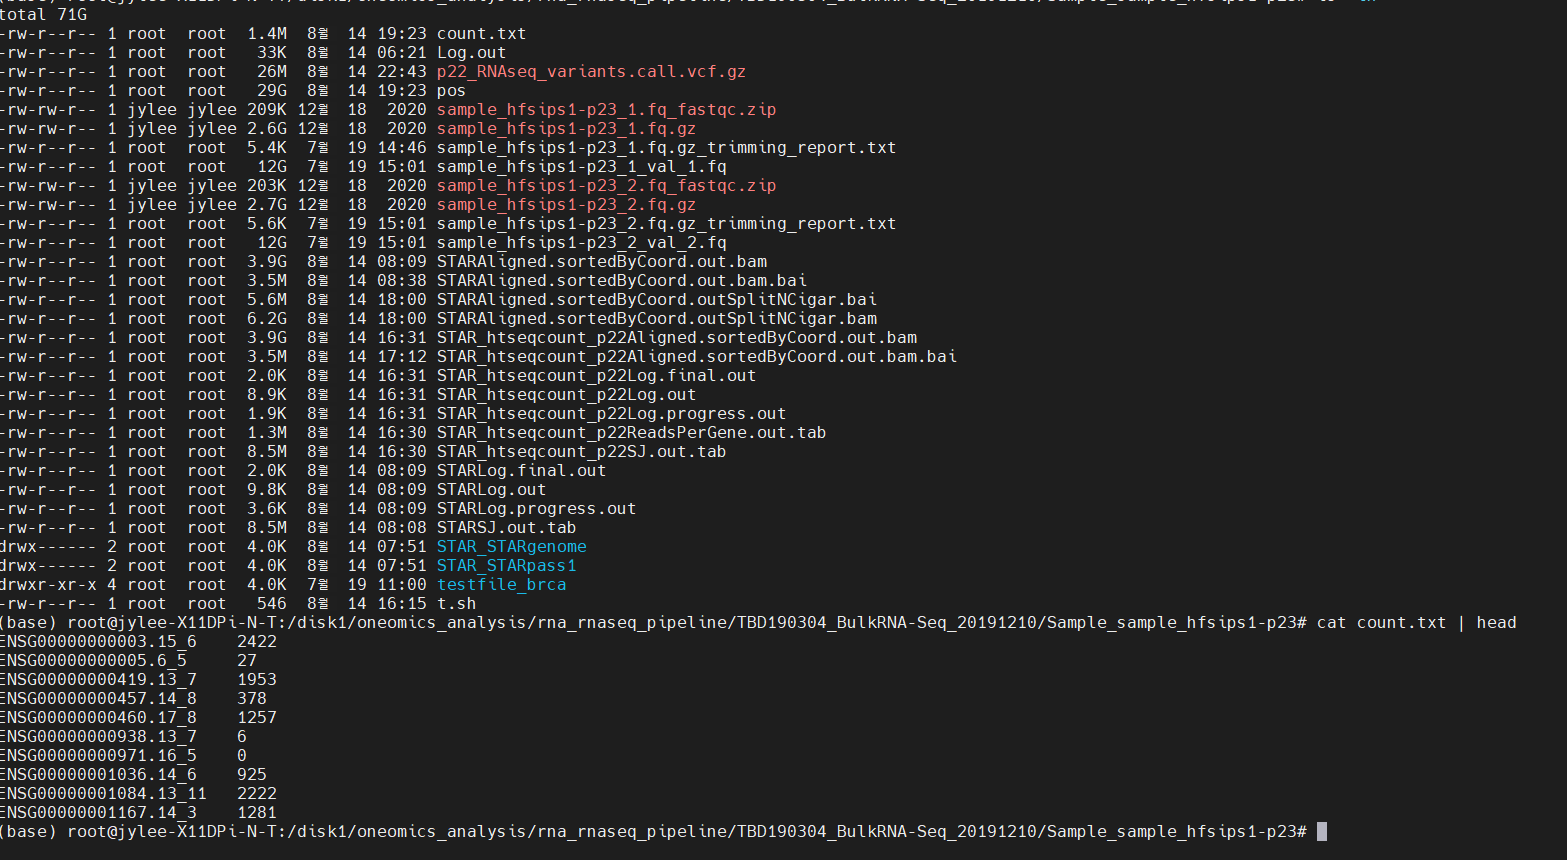 total 71G
-rw-r--r-- 1 root  root  1.4M  8월  14 19:23 count.txt
-rw-r--r-- 1 root  root   33K  8월  14 06:21 Log.out
-rw-r--r-- 1 root  root   26M  8월  14 22:43 p22_RNAseq_variants.call.vcf.gz
-rw-r--r-- 1 root  root   29G  8월  14 19:23 pos
-rw-rw-r-- 1 jylee jylee 209K 12월  18  2020 sample_hfsips1-p23_1.fq_fastqc.zip
-rw-rw-r-- 1 jylee jylee 2.6G 12월  18  2020 sample_hfsips1-p23_1.fq.gz
-rw-r--r-- 1 root  root  5.4K  7월  19 14:46 sample_hfsips1-p23_1.fq.gz_trimming_report.txt
-rw-r--r-- 1 root  root   12G  7월  19 15:01 sample_hfsips1-p23_1_val_1.fq
-rw-rw-r-- 1 jylee jylee 203K 12월  18  2020 sample_hfsips1-p23_2.fq_fastqc.zip
-rw-rw-r-- 1 jylee jylee 2.7G 12월  18  2020 sample_hfsips1-p23_2.fq.gz
-rw-r--r-- 1 root  root  5.6K  7월  19 15:01 sample_hfsips1-p23_2.fq.gz_trimming_report.txt
-rw-r--r-- 1 root  root   12G  7월  19 15:01 sample_hfsips1-p23_2_val_2.fq
-rw-r--r-- 1 root  root  3.9G  8월  14 08:09 STARAligned.sortedByCoord.out.bam
-rw-r--r-- 1 root  root  3.5M  8월  14 08:38 STARAligned.sortedByCoord.out.bam.bai
-rw-r--r-- 1 root  root  5.6M  8월  14 18:00 STARAligned.sortedByCoord.outSplitNCigar.bai
-rw-r--r-- 1 root  root  6.2G  8월  14 18:00 STARAligned.sortedByCoord.outSplitNCigar.bam
-rw-r--r-- 1 root  root  3.9G  8월  14 16:31 STAR_htseqcount_p22Aligned.sortedByCoord.out.bam
-rw-r--r-- 1 root  root  3.5M  8월  14 17:12 STAR_htseqcount_p22Aligned.sortedByCoord.out.bam.bai
-rw-r--r-- 1 root  root  2.0K  8월  14 16:31 STAR_htseqcount_p22Log.final.out
-rw-r--r-- 1 root  root  8.9K  8월  14 16:31 STAR_htseqcount_p22Log.out
-rw-r--r-- 1 root  root  1.9K  8월  14 16:31 STAR_htseqcount_p22Log.progress.out
-rw-r--r-- 1 root  root  1.3M  8월  14 16:30 STAR_htseqcount_p22ReadsPerGene.out.tab
-rw-r--r-- 1 root  root  8.5M  8월  14 16:30 STAR_htseqcount_p22SJ.out.tab
-rw-r--r-- 1 root  root  2.0K  8월  14 08:09 STARLog.final.out
-rw-r--r-- 1 root  root  9.8K  8월  14 08:09 STARLog.out
-rw-r--r-- 1 root  root  3.6K  8월  14 08:09 STARLog.progress.out
-rw-r--r-- 1 root  root  8.5M  8월  14 08:08 STARSJ.out.tab
drwx------ 2 root  root  4.0K  8월  14 07:51 STAR_STARgenome
drwx------ 2 root  root  4.0K  8월  14 07:51 STAR_STARpass1
drwxr-xr-x 4 root  root  4.0K  7월  19 11:00 testfile_brca
-rw-r--r-- 1 root  root   546  8월  14 16:15 t.sh
(base) root@jylee-X11DPi-N-T:/disk1/oneomics_analysis/rna_rnaseq_pipeline/TBD190304_BulkRNA-Seq_20191210/Sample_sample_hfsips1-p23# cat count.txt | head
ENSG00000000003.15_6    2422
ENSG00000000005.6_5     27
ENSG00000000419.13_7    1953
ENSG00000000457.14_8    378
ENSG00000000460.17_8    1257
ENSG00000000938.13_7    6
ENSG00000000971.16_5    0
ENSG00000001036.14_6    925
ENSG00000001084.13_11   2222
ENSG00000001167.14_3    1281
(base) root@jylee-X11DPi-N-T:/disk1/oneomics_analysis/rna_rnaseq_pipeline/TBD190304_BulkRNA-Seq_20191210/Sample_sample_hfsips1-p23#